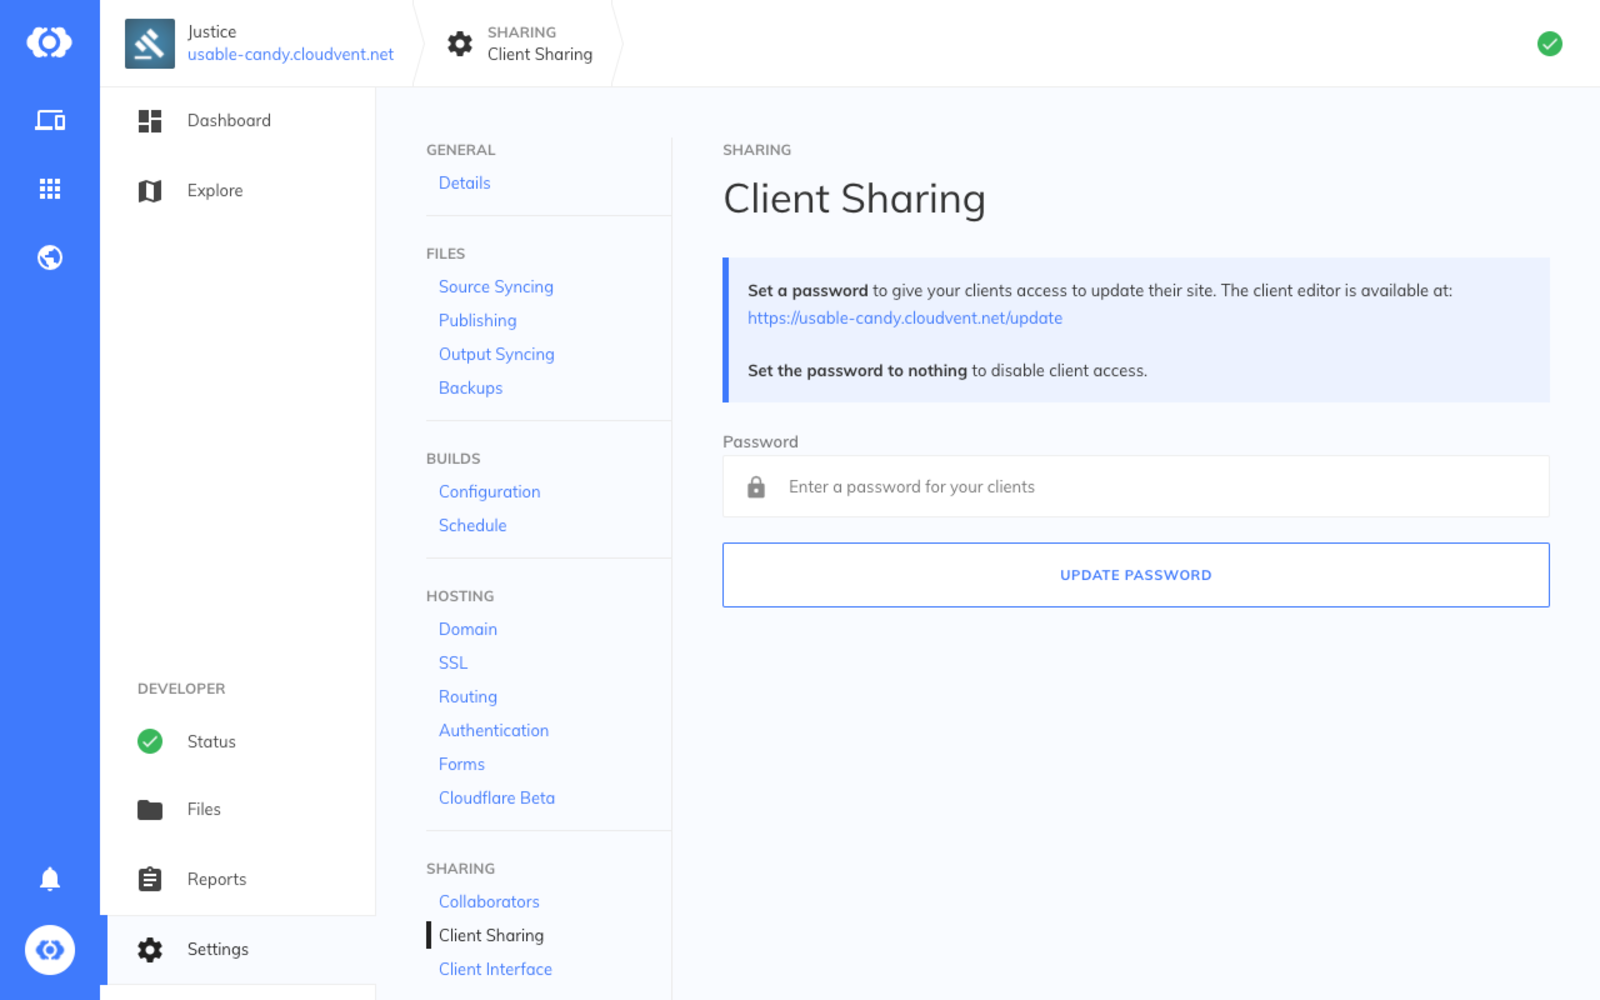 Justice
usable-candy.cloudvent.net
SHARING
Client Sharing
Dashboard
Explore
DEVELOPER
Status
Files
Reports
Settings
GENERAL
Details
FILES
Source Syncing
Publishing
Output Syncing
Backups
BUILDS
Configuration
Schedule
HOSTING
Domain
SSL
Routing
Authentication
Forms
Cloudflare Beta
SHARING
Collaborators
Client Sharing
Client Interface
SHARING
Client Sharing
Set a password to give your clients access to update their site. The client editor is available at:
https://usable-candy.cloudvent.net/update
Set the password to nothing to disable client access.
Password
Enter a password for your clients
UPDATE PASSWORD